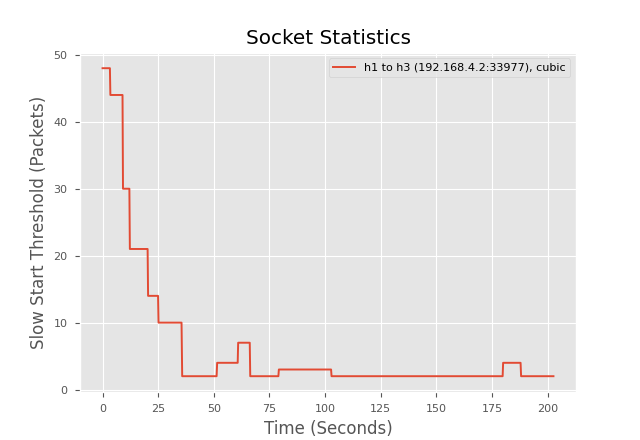 Socket Statistics
h1 to h3 (192.168.4.2:33977), cubic
Slow Start Threshold (Packets)
50
40
30
20
10
0
0 25 50 75 100 125 150 175 200
Time (Seconds)